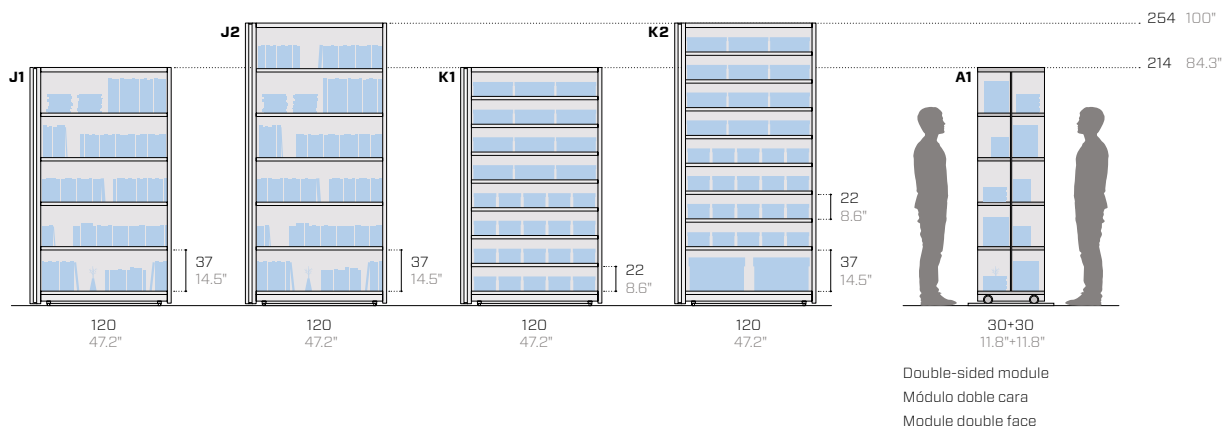 J2
K2
254 100"
J1
K1
214 84.3"
A1
22
8.6"
37
14.5"
37
14.5"
22
8.6"
37
14.5"
120
47.2"
120
47.2"
120
47.2"
120
47.2"
30+30
11.8"+11.8"
Double-sided module
Módulo doble cara
Module double face